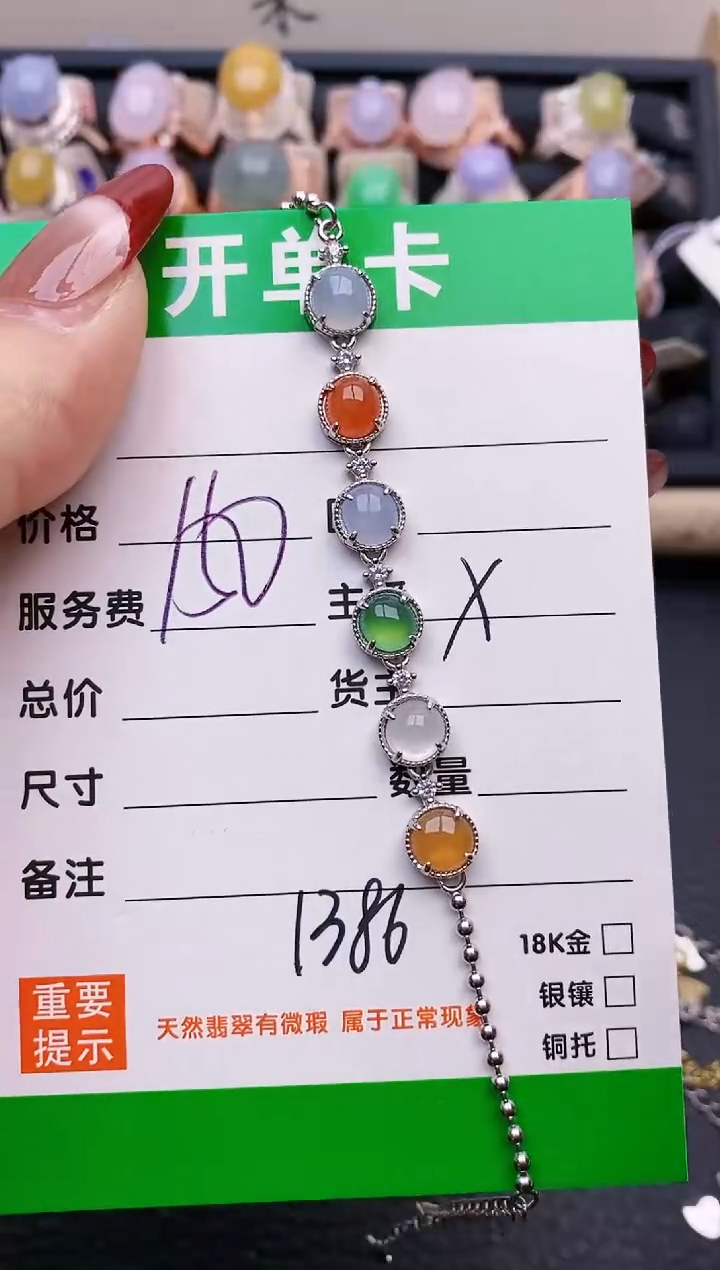 开单卡
价格
服务费 150 主 X
总价 货主
尺寸 数量
备注
1386
18K金
重要 银镶
提示 天然翡翠有微瑕 属于正常现象
铜托